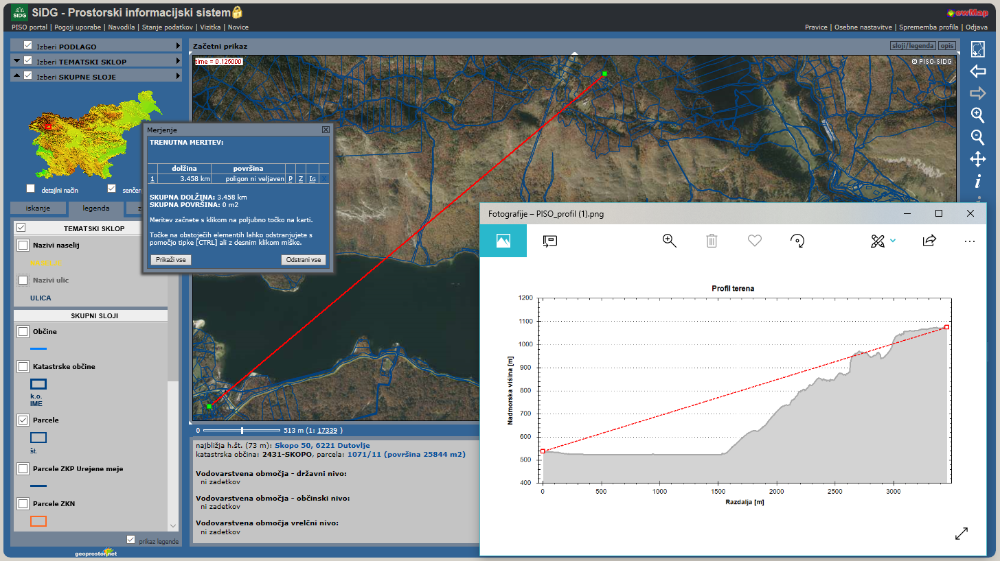 SiDG
SiDG - Prostorski informacijski sistem
ewMap
PISO portal | Pogoji uporabe | Navodila | Stanje podatkov | Vizitka | Novice
Pravice | Osebne nastavitve | Sprememba profila | Odjava
Izberi PODLAGO
Izberi TEMATSKI SKLOP
Izberi SKUPNE SLOJE
Začetni prikaz
sloji/legenda
opis
time = 0.125000
© PISO-SIDG
detajlni način
iskanje
legenda
TEMATSKI SKLOP
Nazivi naselij
NASELJE
Nazivi ulic
ULICA
SKUPNI SLOJI
Občine
Katastrske občine
k.o.
IME
Parcele
št.
Parcele ZKP Urejene meje
Parcele ZKN
prikaz legende
geoprostor.net
Merjenje
TRENUTNA MERITEV:
dolžina površina
1 3.458 km poligon ni veljaven P Z IG X
SKUPNA DOLŽINA: 3.458 km
SKUPNA POVRŠINA: 0 m2
Meritev začnete s klikom na poljubno točko na karti.
Točke na obstoječih elementih lahko odstranjujete s
pomočjo tipke [CTRL] ali z desnim klikom miške.
Prikaži vse
Odstrani vse
0 513 m (1: 17339 )
najbližja h.št. (73 m): Skopo 50, 6221 Dutovlje
katastrska občina: 2431-SKOPO, parcela: 1071/11 (površina 25844 m2)
Vodovarstvena območja - državni nivo:
ni zadetkov
Vodovarstvena območja - občinski nivo:
ni zadetkov
Vodovarstvena območja vrelčni nivo:
ni zadetkov
Fotografije – PISO_profil (1).png
Profil terena
1200
1100
1000
900
800
700
600
500
400
Nadmorska višina [m]
0 500 1000 1500 2000 2500 3000
Razdalja [m]